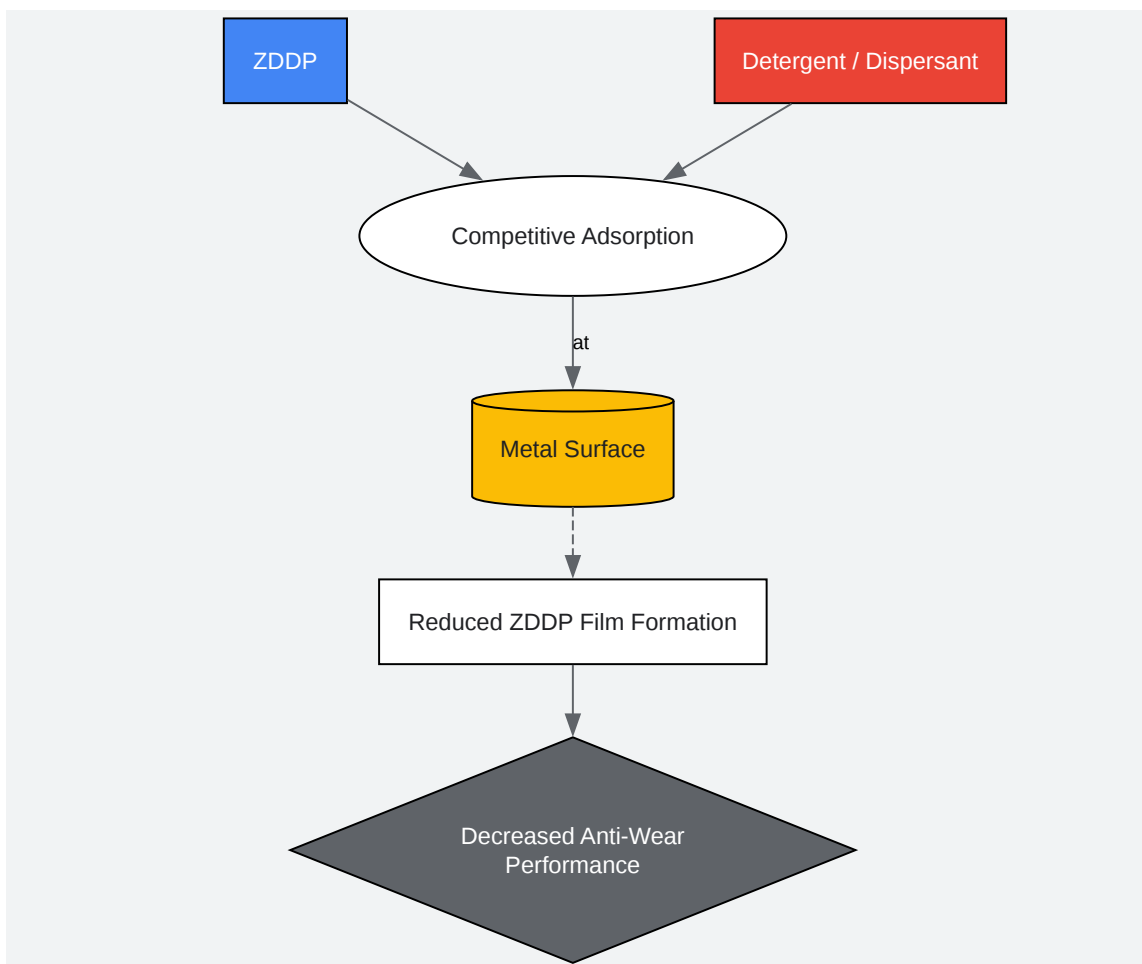 ZDDP
Detergent / Dispersant
Competitive Adsorption
at
Metal Surface
Reduced ZDDP Film Formation
Decreased Anti-Wear
Performance